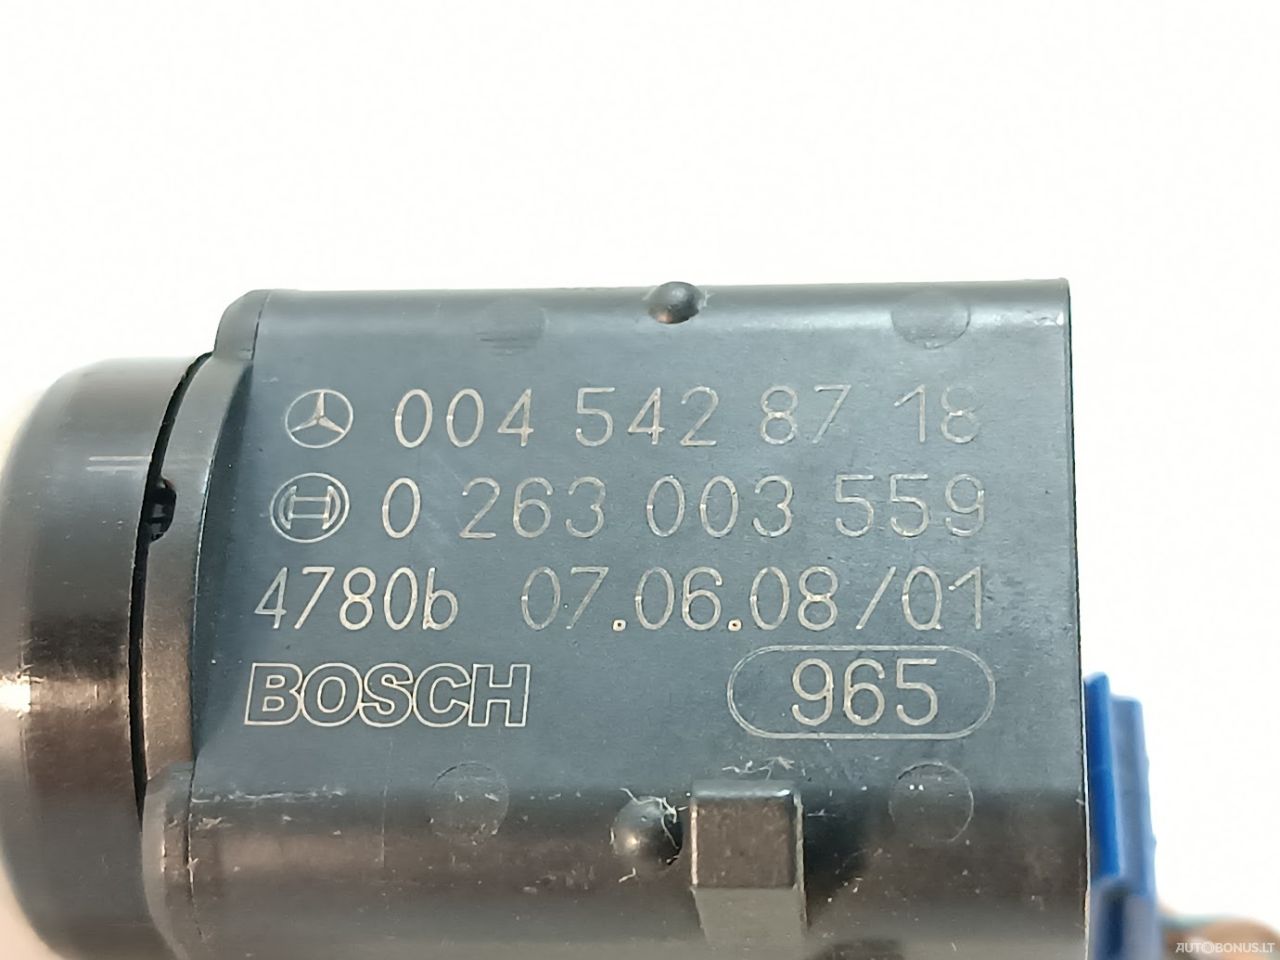 004 542 87 18
0 263 003 559
4780b 07.06.08/01
BOSCH 965
AUTOBONUS.LT